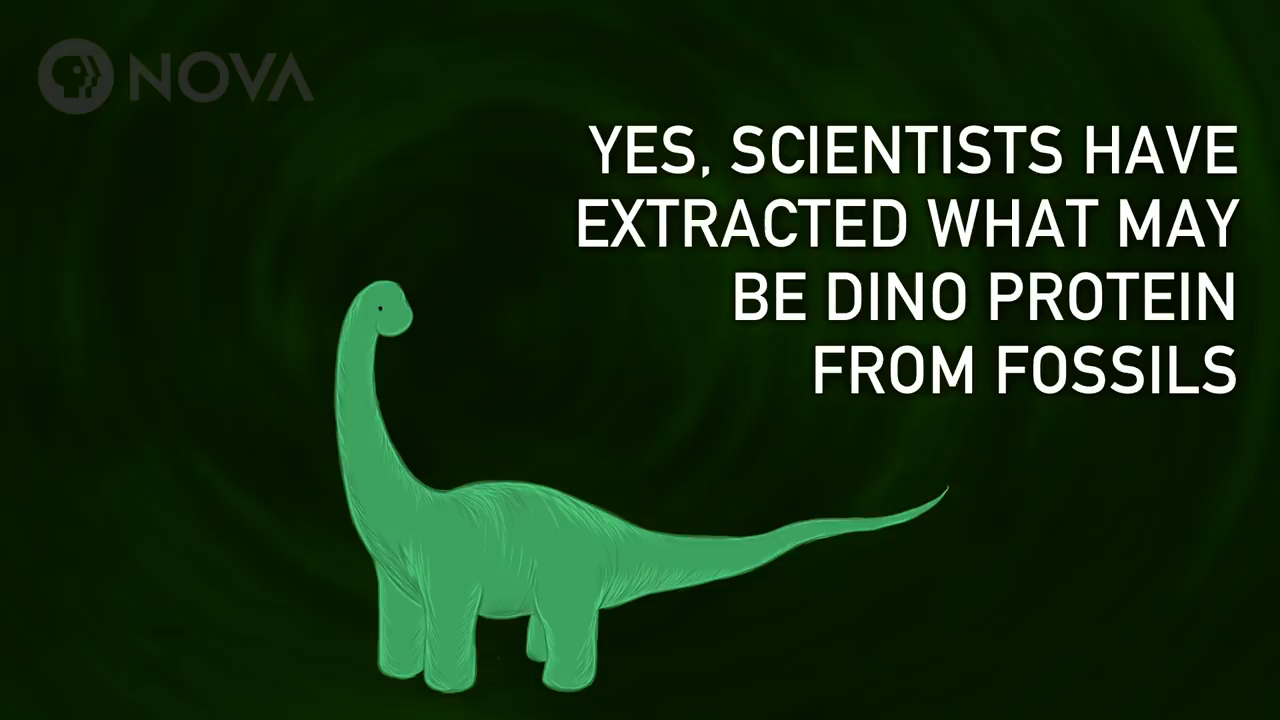 NOVA
YES, SCIENTISTS HAVE
EXTRACTED WHAT MAY
BE DINO PROTEIN
FROM FOSSILS